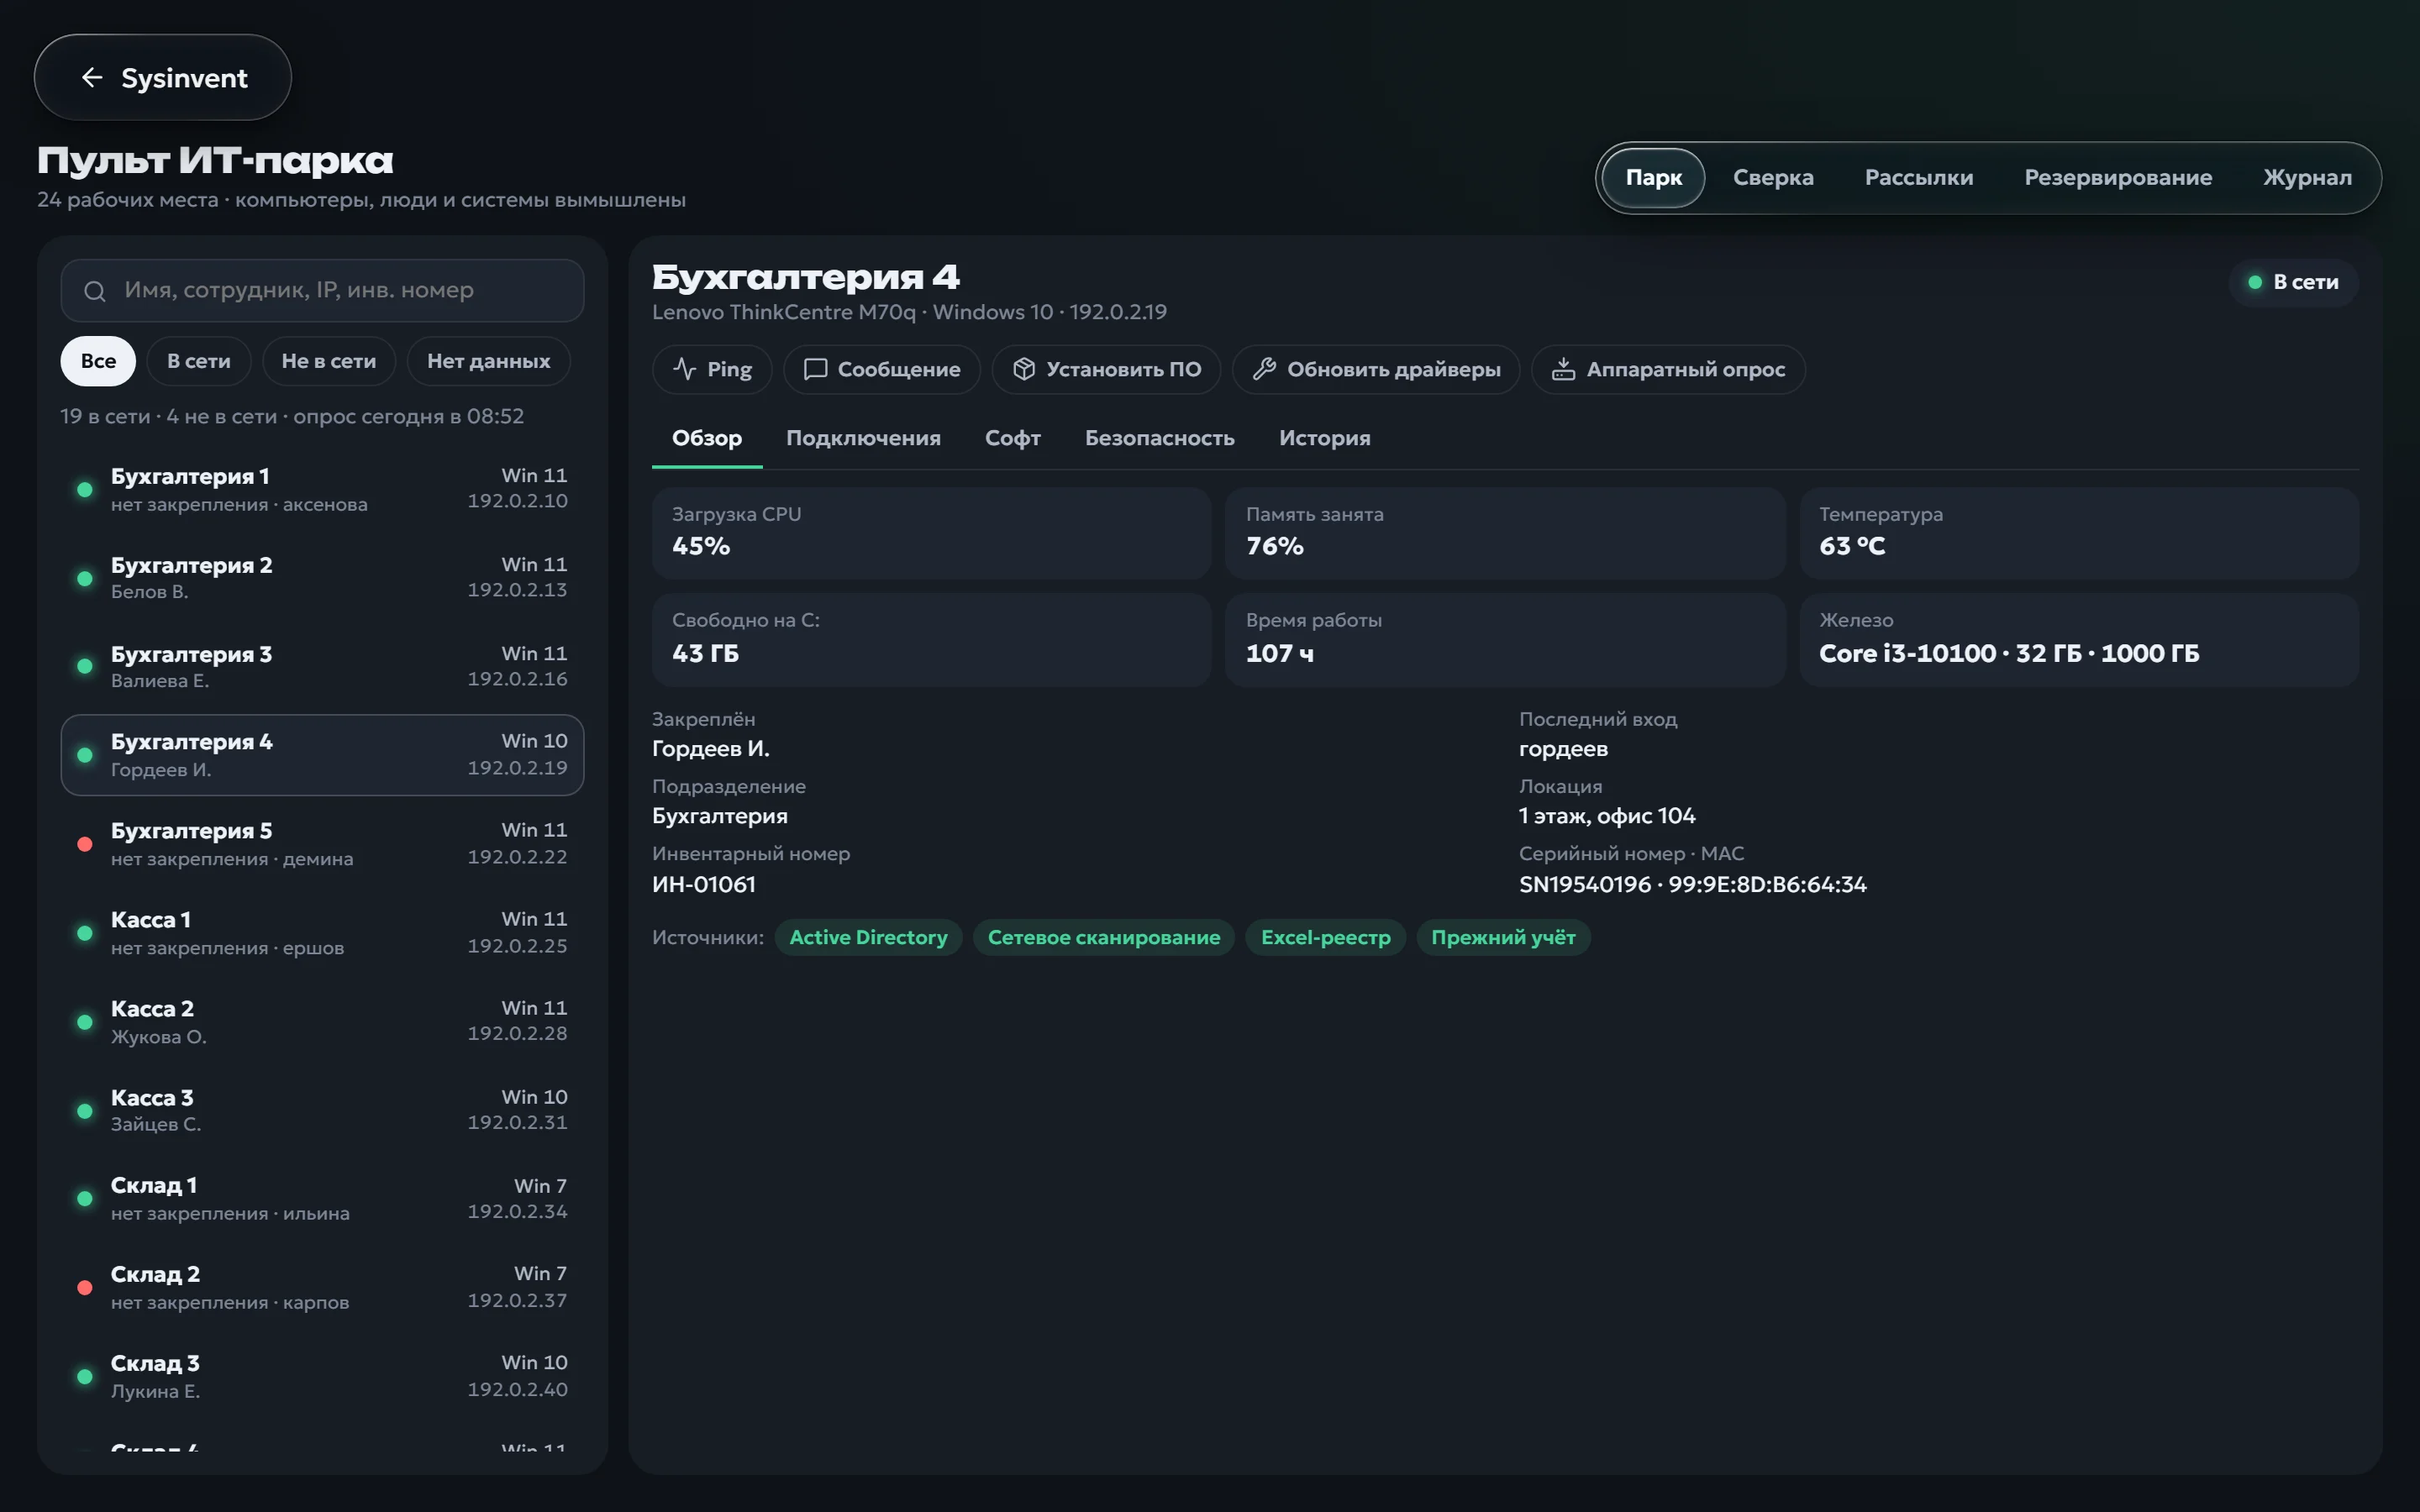 Sysinvent
Пульт ИТ-парка
24 рабочих места · компьютеры, люди и системы вымышлены
Парк Сверка Рассылки Резервирование Журнал
Имя, сотрудник, IP, инв. номер
Все В сети Не в сети Нет данных
19 в сети · 4 не в сети · опрос сегодня в 08:52
Бухгалтерия 1 Win 11
нет закрепления · аксенова 192.0.2.10
Бухгалтерия 2 Win 11
Белов В. 192.0.2.13
Бухгалтерия 3 Win 11
Валиева Е. 192.0.2.16
Бухгалтерия 4 Win 10
Гордеев И. 192.0.2.19
Бухгалтерия 5 Win 11
нет закрепления · демина 192.0.2.22
Касса 1 Win 11
нет закрепления · ершов 192.0.2.25
Касса 2 Win 11
Жукова О. 192.0.2.28
Касса 3 Win 10
Зайцев С. 192.0.2.31
Склад 1 Win 7
нет закрепления · ильина 192.0.2.34
Склад 2 Win 7
нет закрепления · карпов 192.0.2.37
Склад 3 Win 10
Лукина Е. 192.0.2.40
Склад 4 Win 11
Бухгалтерия 4
Lenovo ThinkCentre M70q · Windows 10 · 192.0.2.19
В сети
Ping Сообщение Установить ПО Обновить драйверы Аппаратный опрос
Обзор Подключения Софт Безопасность История
Загрузка CPU Память занята Температура
45% 76% 63 °C
Свободно на C: Время работы Железо
43 ГБ 107 ч Core i3-10100 · 32 ГБ · 1000 ГБ
Закреплён Последний вход
Гордеев И. гордеев
Подразделение Локация
Бухгалтерия 1 этаж, офис 104
Инвентарный номер Серийный номер · MAC
ИН-01061 SN19540196 · 99:9E:8D:B6:64:34
Источники: Active Directory Сетевое сканирование Excel-реестр Прежний учёт